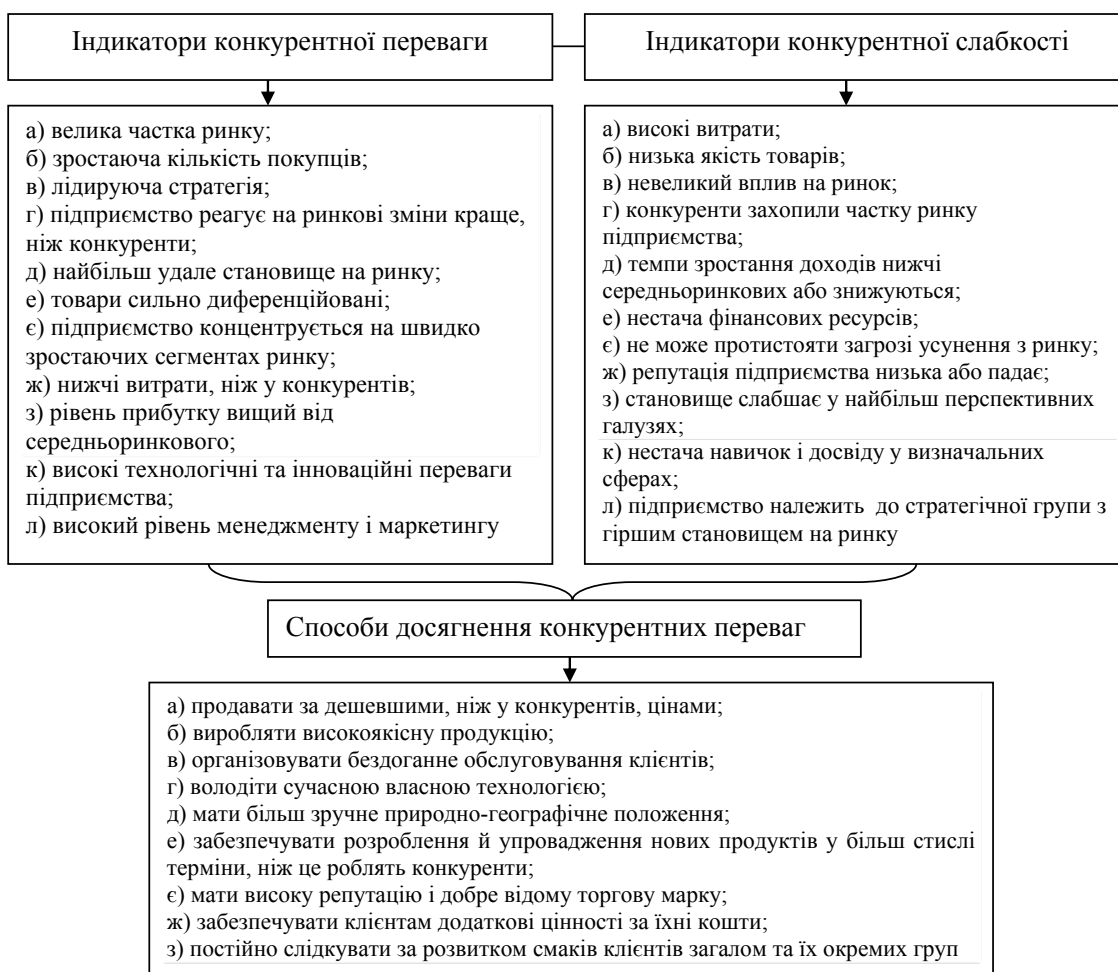 Індикатори конкурентної переваги
Індикатори конкурентної слабкості
а) велика частка ринку;
б) зростаюча кількість покупців;
в) лідируюча стратегія;
г) підприємство реагує на ринкові зміни краще,
ніж конкуренти;
д) найбільш удале становище на ринку;
е) товари сильно диференційовані;
є) підприємство концентрується на швидко
зростаючих сегментах ринку;
ж) нижчі витрати, ніж у конкурентів;
з) рівень прибутку вищий від
середньоринкового;
к) високі технологічні та інноваційні переваги
підприємства;
л) високий рівень менеджменту і маркетингу
а) високі витрати;
б) низька якість товарів;
в) невеликий вплив на ринок;
г) конкуренти захопили частку ринку
підприємства;
д) темпи зростання доходів нижчі
середньоринкових або знижуються;
е) нестача фінансових ресурсів;
є) не може протистояти загрозі усунення з ринку;
ж) репутація підприємства низька або падає;
з) становище слабшає у найбільш перспективних
галузях;
к) нестача навичок і досвіду у визначальних
сферах;
л) підприємство належить до стратегічної групи з
гіршим становищем на ринку
Способи досягнення конкурентних переваг
а) продавати за дешевшими, ніж у конкурентів, цінами;
б) виробляти високоякісну продукцію;
в) організовувати бездоганне обслуговування клієнтів;
г) володіти сучасною власною технологією;
д) мати більш зручне природно-географічне положення;
е) забезпечувати розроблення й упровадження нових продуктів у більш стислі
терміни, ніж це роблять конкуренти;
є) мати високу репутацію і добре відому торгову марку;
ж) забезпечувати клієнтам додаткові цінності за їхні кошти;
з) постійно слідкувати за розвитком смаків клієнтів загалом та їх окремих груп